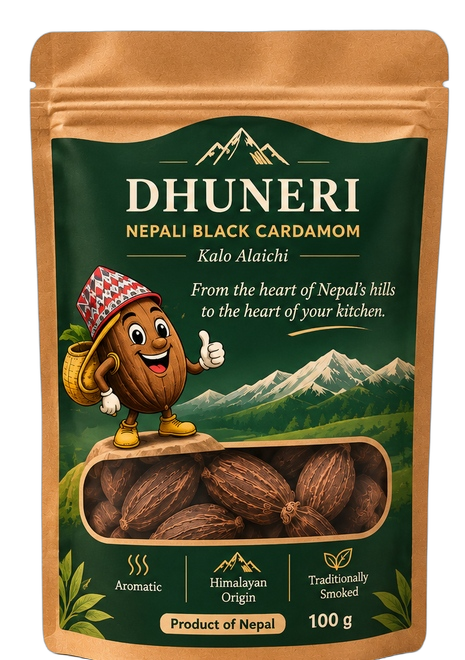 DHUNERI
NEPALI BLACK CARDAMOM
Kalo Alaichi
From the heart of Nepal's hills
to the heart of your kitchen.
Aromatic
Himalayan
Origin
Traditionally
Smoked
Product of Nepal
100 g